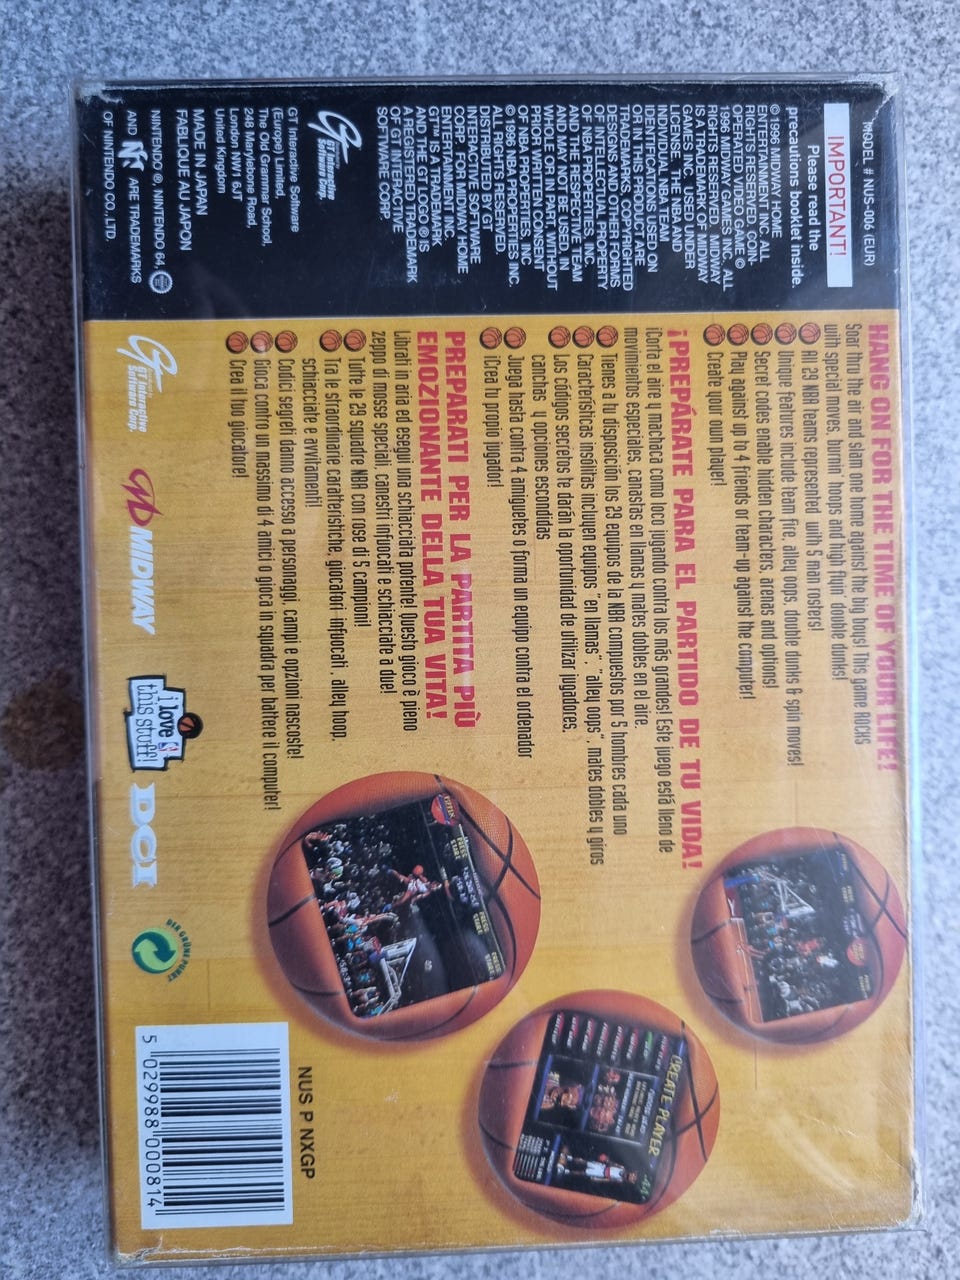 MODEL # NUS-006 (EUR)
IMPORTANT!
Please read the
precautions booklet inside.
© 1996 MIDWAY HOME
ENTERTAINMENT INC. ALL
RIGHTS RESERVED. COIN-
OPERATED VIDEO GAME ©
1996 MIDWAY GAMES INC. ALL
RIGHTS RESERVED. MIDWAY
IS TRADEMARK OF MIDWAY
GAMES INC. USED UNDER
LICENSE. THE NBA AND
INDIVIDUAL NBA TEAM
IDENTIFICATIONS USED ON
OR IN THIS PRODUCT ARE
TRADEMARKS, COPYRIGHTED
DESIGNS AND OTHER FORMS
OF INTELLECTUAL PROPERTY
OF NBA PROPERTIES, INC.
AND THE RESPECTIVE TEAM
AND MAY NOT BE USED, IN
WHOLE OR IN PART, WITHOUT
PRIOR WRITTEN CONSENT
OF NBA PROPERTIES, INC.
© 1996 NBA PROPERTIES INC.
ALL RIGHTS RESERVED
DISTRIBUTED BY GT
INTERACTIVE SOFTWARE
CORP. FOR MIDWAY HOME
ENTERTAINMENT INC.
GT™ IS A TRADEMARK
AND THE GT LOGO ® IS
A REGISTERED TRADEMARK
OF GT INTERACTIVE
SOFTWARE CORP.
GT Interactive
Software Corp.
GT Interactive Software
(Europe) Limited,
The Old Grammar School,
248 Marylebone Road,
London NW1 6JT
United Kingdom
MADE IN JAPAN
FABLIQUE AU JAPON
NINTENDO ®, NINTENDO 64
AND N ARE TRADEMARKS
OF NINTENDO CO., LTD.
HANG ON FOR THE TIME OF YOUR LIFE!
Soar thru the air and slam one home against the big boys! This game ROCKS
with special moves, burnin' hoops and high flyin' double dunks!
All 29 NBA teams represented with 5 man rosters!
Unique features include team fire, alley oops, double dunks & spin moves!
Secret codes enable hidden characters, arenas and options!
Play against up to 4 friends or team-up against the computer!
Create your own player!
¡PREPÁRATE PARA EL PARTIDO DE TU VIDA!
¡Corta el aire y machaca como loco jugando contra los más grandes! Este juego está lleno de
movimientos especiales, canastas en llamas y mates dobles en el aire.
Tienes a tu disposición los 29 equipos de la NBA compuestos por 5 hombres cada uno
Características insólitas incluyen equipos "en llamas", "alley oops", mates dobles y giros
Los códigos secretos te darán la oportunidad de utilizar jugadores,
canchas y opciones escondidas
Juega hasta contra 4 amiguetes o forma un equipo contra el ordenador
¡Crea tu propio jugador!
PREPARATI PER LA PARTITA PIÙ
EMOZIONANTE DELLA TUA VITA!
Librati in aria ed esegui una schiacciata potente! Questo gioco è pieno
zeppo di mosse speciali, canestri infuocati e schiacciate a due!
Tutte le 29 squadre NBA con rose di 5 campioni!
Tra le straordinarie caratteristiche, giocatori infuocati , alley hoop,
schiacciate e avvitamenti!
Codici segreti danno accesso a personaggi, campi e opzioni nascoste!
Gioca contro un massimo di 4 amici o gioca in squadra per battere il computer!
Crea il tuo giocatore!
CREATE PLAYER
GT Interactive
Software Corp.
MIDWAY
i love
this stuff!
DCI
DER GRÜNE PUNKT
NUS P NXGP
5 029988 000814